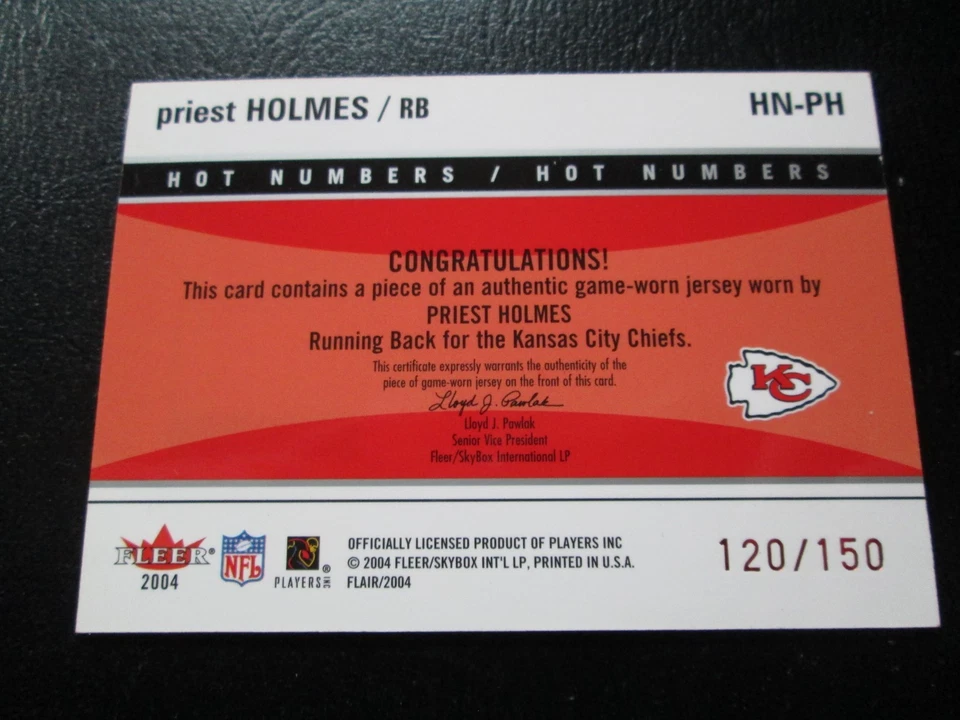 priest HOLMES / RB
HN-PH
HOT NUMBERS / HOT NUMBERS
CONGRATULATIONS!
This card contains a piece of an authentic game-worn jersey worn by
PRIEST HOLMES
Running Back for the Kansas City Chiefs.
This certificate expressly warrants the authenticity of the
piece of game-worn jersey on the front of this card.
Lloyd J. Pawlak
Lloyd J. Pawlak
Senior Vice President
Fleer/SkyBox International LP
KC
FLEER®
2004
NFL
PLAYERS INC ®
OFFICIALLY LICENSED PRODUCT OF PLAYERS INC
© 2004 FLEER/SKYBOX INT'L LP, PRINTED IN U.S.A.
FLAIR/2004
120/150